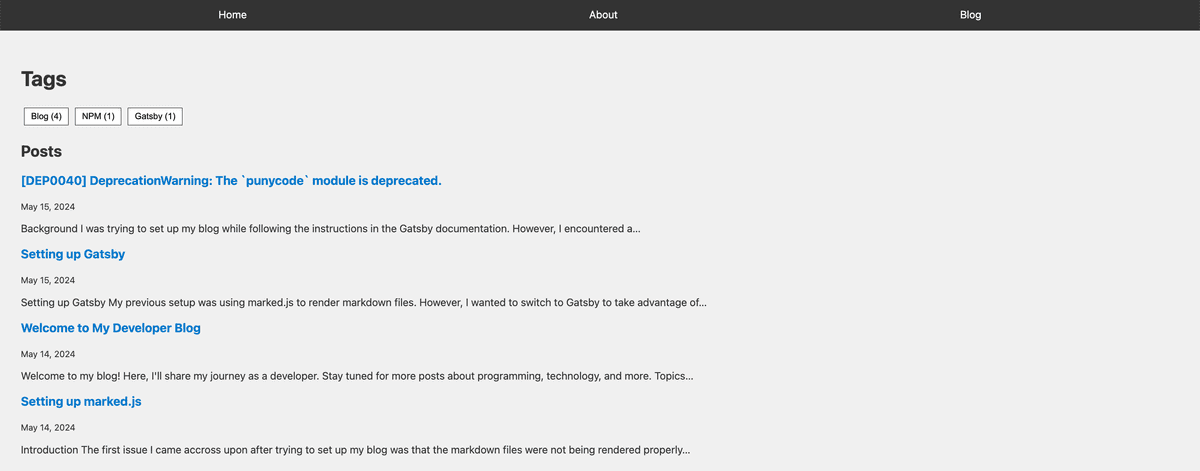 Home About Blog
Tags
Blog (4) NPM (1) Gatsby (1)
Posts
[DEP0040] DeprecationWarning: The `punycode` module is deprecated.
May 15, 2024
Background I was trying to set up my blog while following the instructions in the Gatsby documentation. However, I encountered a...
Setting up Gatsby
May 15, 2024
Setting up Gatsby My previous setup was using marked.js to render markdown files. However, I wanted to switch to Gatsby to take advantage of...
Welcome to My Developer Blog
May 14, 2024
Welcome to my blog! Here, I'll share my journey as a developer. Stay tuned for more posts about programming, technology, and more. Topics...
Setting up marked.js
May 14, 2024
Introduction The first issue I came accross upon after trying to set up my blog was that the markdown files were not being rendered properly...